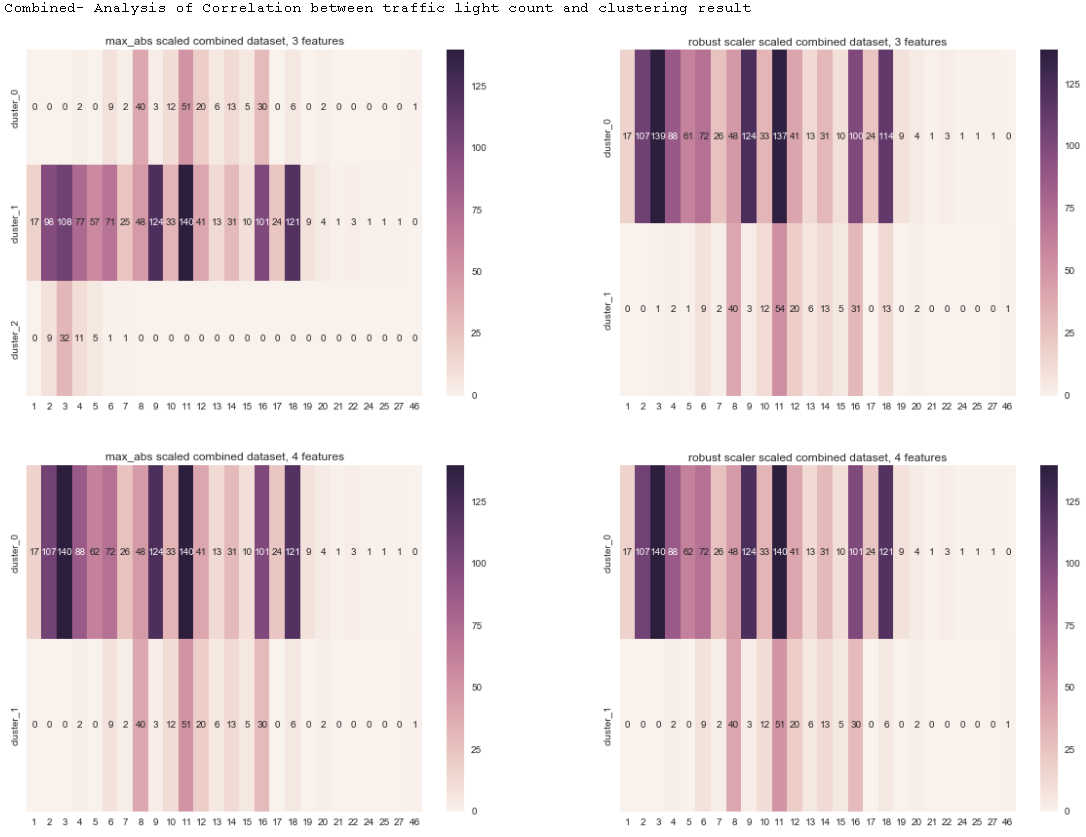 Combined- Analysis of Correlation between traffic light count and clustering result
max_abs scaled combined dataset, 3 features
cluster_0
0 0 0 2 0 9 2 40 3 12 51 20 6 13 5 30 0 6 0 2 0 0 0 0 0 1
cluster_1
17 98 108 77 57 71 25 48 124 33 140 41 13 31 10 101 24 121 9 4 1 3 1 1 1 0
cluster_2
0 9 32 11 5 1 1 0 0 0 0 0 0 0 0 0 0 0 0 0 0 0 0 0 0 0
1 2 3 4 5 6 7 8 9 10 11 12 13 14 15 16 17 18 19 20 21 22 24 25 27 46
125
100
75
50
25
0
robust scaler scaled combined dataset, 3 features
cluster_0
17 107 139 88 61 72 26 48 124 33 137 41 13 31 10 100 24 114 9 4 1 3 1 1 1 0
cluster_1
0 0 1 2 1 9 2 40 3 12 54 20 6 13 5 31 0 13 0 2 0 0 0 0 0 1
1 2 3 4 5 6 7 8 9 10 11 12 13 14 15 16 17 18 19 20 21 22 24 25 27 46
125
100
75
50
25
0
max_abs scaled combined dataset, 4 features
cluster_0
17 107 140 88 62 72 26 48 124 33 140 41 13 31 10 101 24 121 9 4 1 3 1 1 1 0
cluster_1
0 0 0 2 0 9 2 40 3 12 51 20 6 13 5 30 0 6 0 2 0 0 0 0 0 1
1 2 3 4 5 6 7 8 9 10 11 12 13 14 15 16 17 18 19 20 21 22 24 25 27 46
125
100
75
50
25
0
robust scaler scaled combined dataset, 4 features
cluster_0
17 107 140 88 62 72 26 48 124 33 140 41 13 31 10 101 24 121 9 4 1 3 1 1 1 0
cluster_1
0 0 0 2 0 9 2 40 3 12 51 20 6 13 5 30 0 6 0 2 0 0 0 0 0 1
1 2 3 4 5 6 7 8 9 10 11 12 13 14 15 16 17 18 19 20 21 22 24 25 27 46
125
100
75
50
25
0